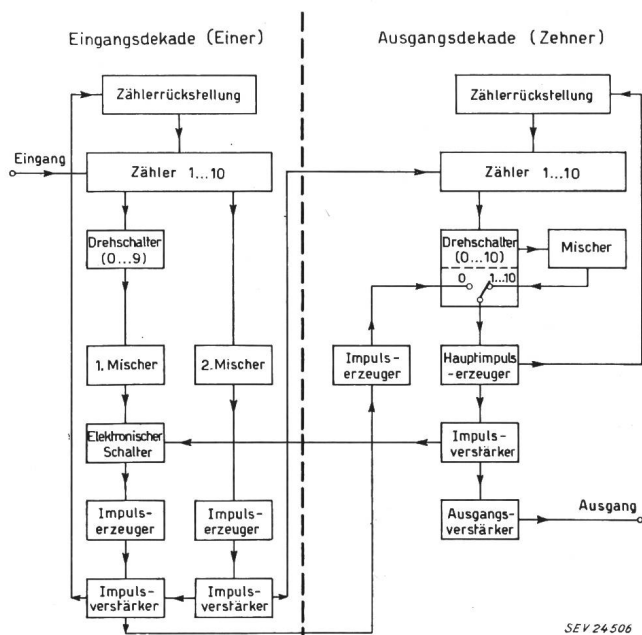 Eingangsdekade (Einer)
Zählerrückstellung
Eingang
Zähler 1...10
Drehschalter
(0...9)
1. Mischer
2. Mischer
Elektronischer
Schalter
Impuls-
erzeuger
Impuls-
erzeuger
Impuls-
verstärker
Impuls-
verstärker
Ausgangsdekade (Zehner)
Zählerrückstellung
Zähler 1...10
Drehschalter
(0...10)
Mischer
0
1...10
Impuls-
erzeuger
Hauptimpuls
-erzeuger
Impuls-
verstärker
Ausgangs-
verstärker
Ausgang
SEV 24506